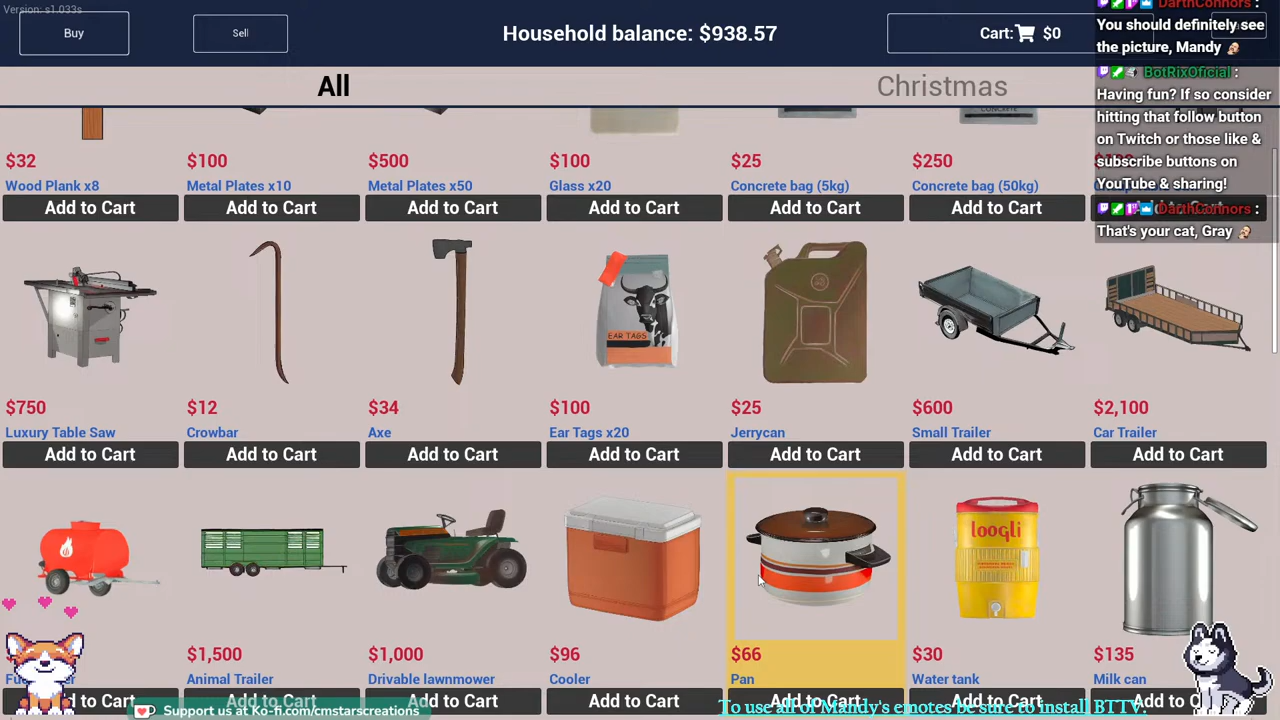 Version: s1.033s
Buy
Sell
Household balance: $938.57
Cart: $0
All
Christmas
DarthConnors :
You should definitely see
the picture, Mandy
BotRixOficial :
Having fun? If so consider
hitting that follow button
on Twitch or those like &
subscribe buttons on
YouTube & sharing!
DarthConnors :
That's your cat, Gray
CONCRETE
$32
$100
$500
$100
$25
$250
Wood Plank x8
Metal Plates x10
Metal Plates x50
Glass x20
Concrete bag (5kg)
Concrete bag (50kg)
Add to Cart
Add to Cart
Add to Cart
Add to Cart
Add to Cart
Add to Cart
EAR TAGS
$750
$12
$34
$100
$25
$600
$2,100
Luxury Table Saw
Crowbar
Axe
Ear Tags x20
Jerrycan
Small Trailer
Car Trailer
Add to Cart
Add to Cart
Add to Cart
Add to Cart
Add to Cart
Add to Cart
Add to Cart
loogli
$1,500
$1,000
$96
$66
$30
$135
Animal Trailer
Drivable lawnmower
Cooler
Pan
Water tank
Milk can
Add to Cart
Add to Cart
Add to Cart
Support us at Ko-fi.com/cmstarscreations
To use all of Mandy's emotes be sure to install BTTV.